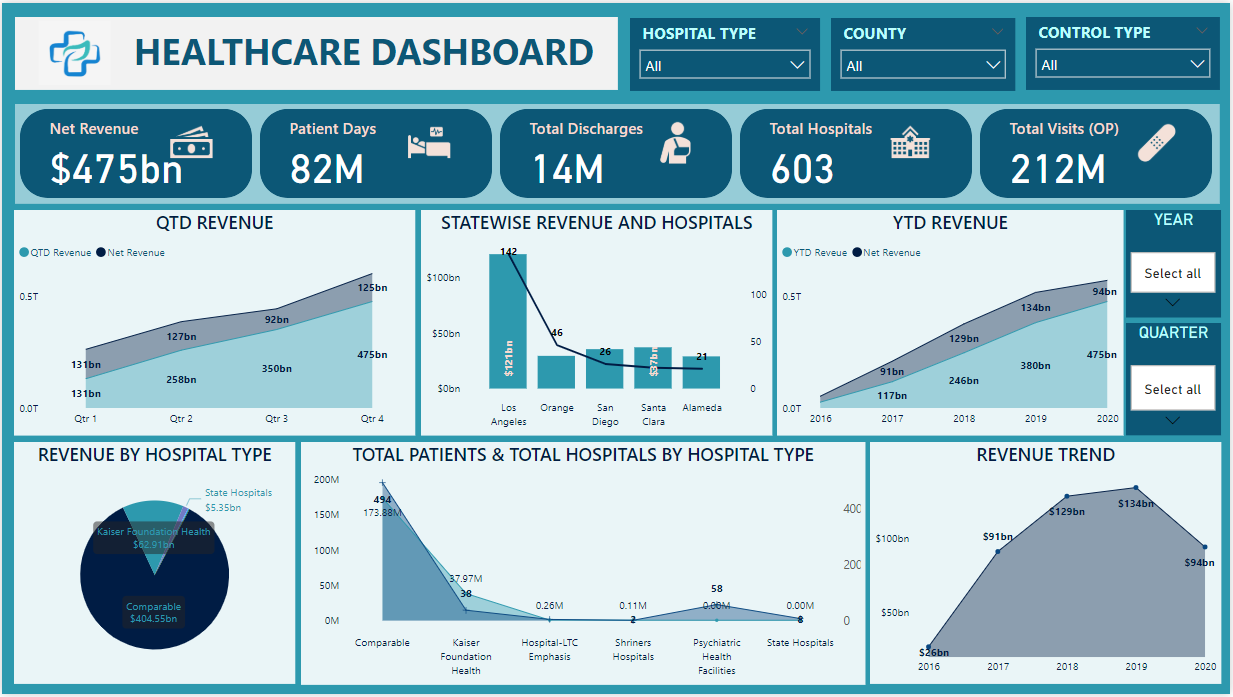 HEALTHCARE DASHBOARD
HOSPITAL TYPE
All
COUNTY
All
CONTROL TYPE
All
Net Revenue
$475bn
Patient Days
82M
Total Discharges
14M
Total Hospitals
603
Total Visits (OP)
212M
QTD REVENUE
QTD Revenue Net Revenue
0.5T
0.0T
131bn
127bn
92bn
125bn
131bn
258bn
350bn
475bn
Qtr 1 Qtr 2 Qtr 3 Qtr 4
STATEWISE REVENUE AND HOSPITALS
$100bn
$50bn
$0bn
142
46
26
21
$121bn
$37bn
100
50
0
Los Angeles
Orange
San Diego
Santa Clara
Alameda
YTD REVENUE
YTD Reveue Net Revenue
0.5T
0.0T
91bn
129bn
134bn
94bn
117bn
246bn
380bn
475bn
2016 2017 2018 2019 2020
YEAR
Select all
QUARTER
Select all
REVENUE BY HOSPITAL TYPE
State Hospitals
$5.35bn
Kaiser Foundation Health
$62.91bn
Comparable
$404.55bn
TOTAL PATIENTS & TOTAL HOSPITALS BY HOSPITAL TYPE
200M
150M
100M
50M
0M
494
173.88M
37.97M
38
0.26M
0.11M
2
58
0.00M
0.00M
8
400
200
0
Comparable
Kaiser Foundation Health
Hospital-LTC Emphasis
Shriners Hospitals
Psychiatric Health Facilities
State Hospitals
REVENUE TREND
$100bn
$50bn
$26bn
$91bn
$129bn
$134bn
$94bn
2016 2017 2018 2019 2020